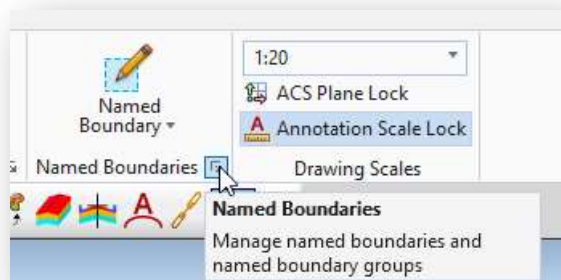 1:20
ACS Plane Lock
Named
Boundary
Annotation Scale Lock
Named Boundaries
Drawing Scales
Named Boundaries
Manage named boundaries and
named boundary groups